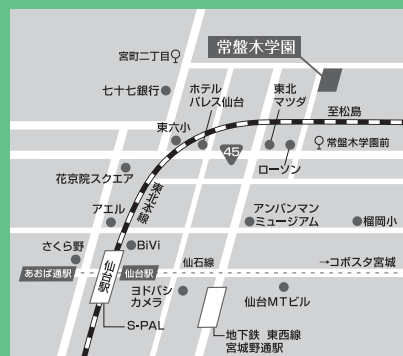 常盤木学園
宮町二丁目
七十七銀行
ホテル
パレス仙台
東北
マツダ
至松島
東六小
45
常盤木学園前
ローソン
花京院スクエア
東北本線
アエル
アンパンマン
ミュージアム
榴岡小
さくら野
BiVi
仙石線
→コボスタ宮城
あおば通駅
仙台駅
仙台駅
ヨドバシ
カメラ
仙台MTビル
S-PAL
地下鉄 東西線
宮城野通駅